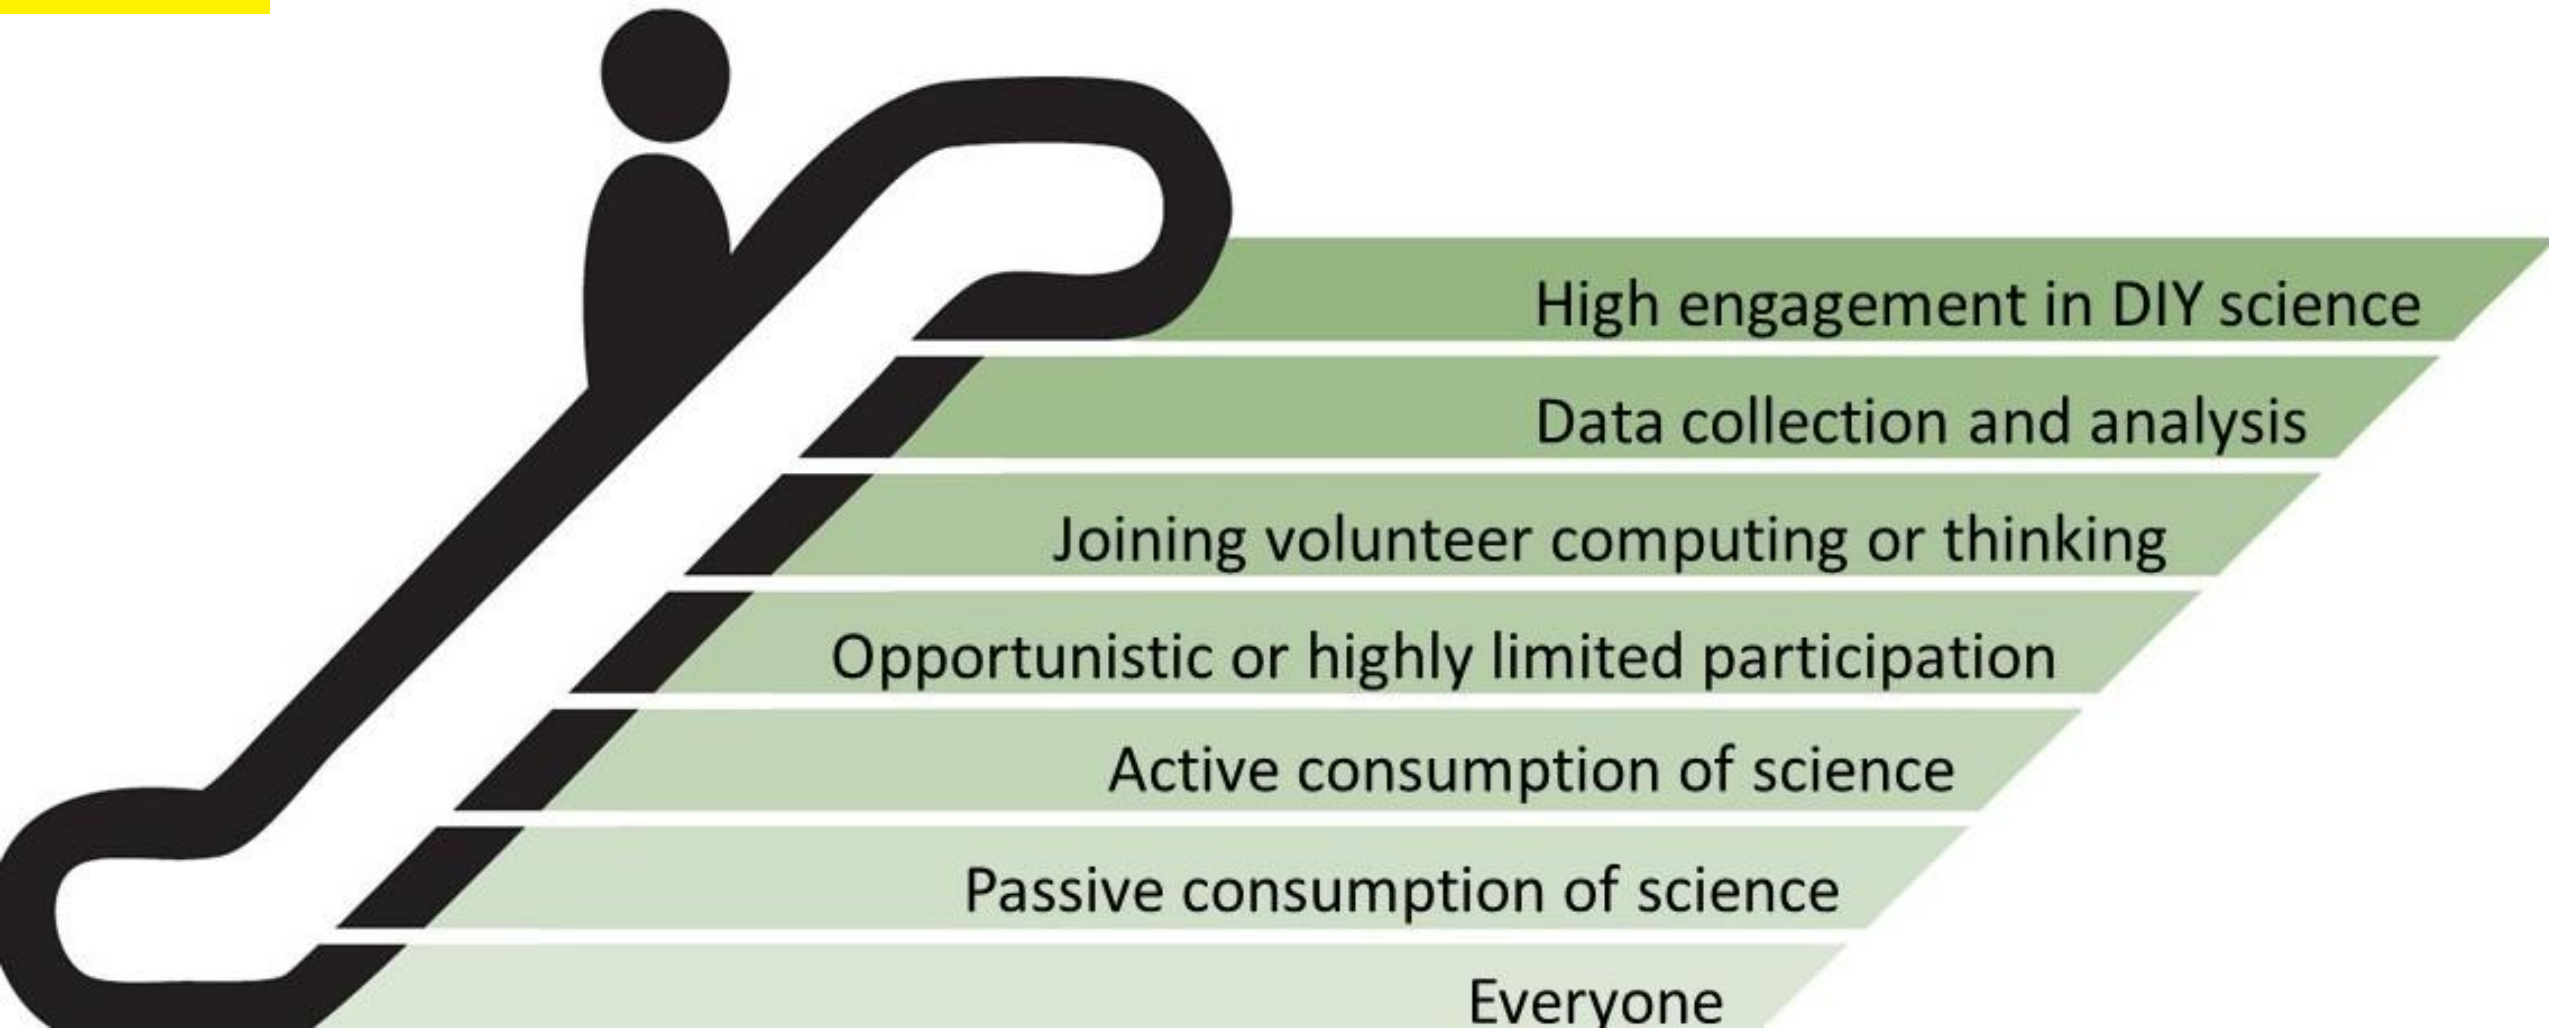 High engagement in DIY science
Data collection and analysis
Joining volunteer computing or thinking
Opportunistic or highly limited participation
Active consumption of science
Passive consumption of science
Everyone